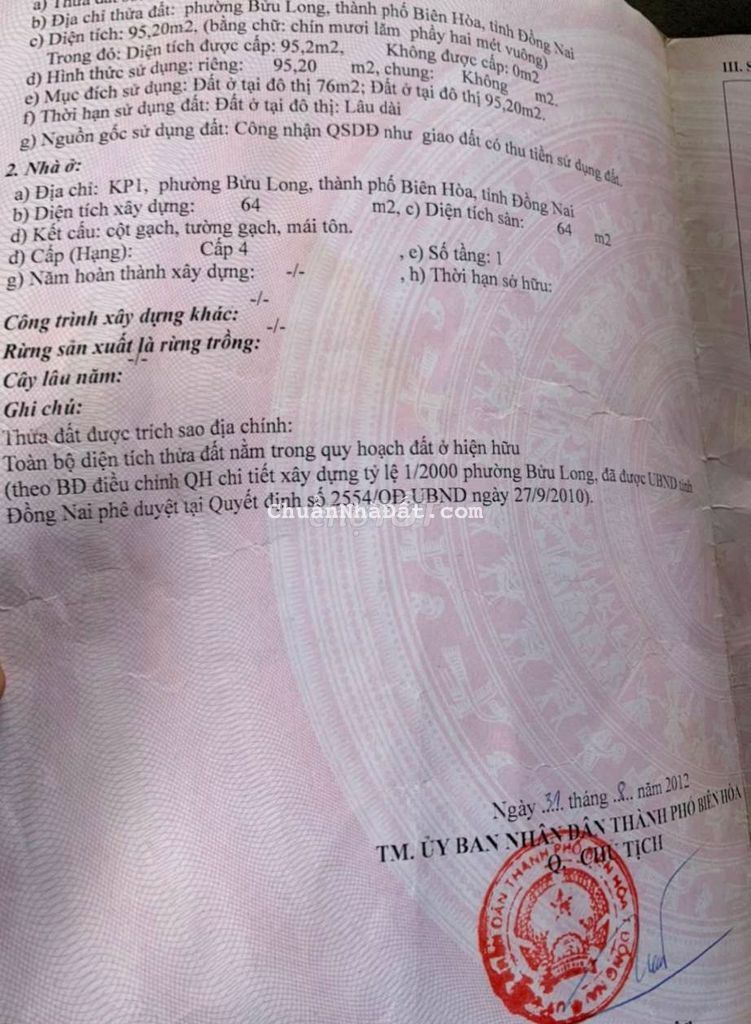 a) Thửa đất
b) Địa chỉ thửa đất: phường Bửu Long, thành phố Biên Hòa, tỉnh Đồng Nai
c) Diện tích: 95,20m2, (bằng chữ: chín mươi lăm phẩy hai mét vuông)
Trong đó: Diện tích được cấp: 95,2m2, Không được cấp: 0m2
d) Hình thức sử dụng: riêng: 95,20 m2, chung: Không m2.
e) Mục đích sử dụng: Đất ở tại đô thị 76m2; Đất ở tại đô thị 95,20m2.
f) Thời hạn sử dụng đất: Đất ở tại đô thị: Lâu dài
g) Nguồn gốc sử dụng đất: Công nhận QSDĐ như giao đất có thu tiền sử dụng đất.
2. Nhà ở:
a) Địa chỉ: KP1, phường Bửu Long, thành phố Biên Hòa, tỉnh Đồng Nai
b) Diện tích xây dựng: 64 m2, c) Diện tích sàn: 64 m2
d) Kết cấu: cột gạch, tường gạch, mái tôn.
đ) Cấp (Hạng): Cấp 4 , e) Số tầng: 1
g) Năm hoàn thành xây dựng: -/- , h) Thời hạn sở hữu:
Công trình xây dựng khác: -/-
Rừng sản xuất là rừng trồng: -/-
Cây lâu năm: -/-
Ghi chú:
Thửa đất được trích sao địa chính:
Toàn bộ diện tích thửa đất nằm trong quy hoạch đất ở hiện hữu
(theo BĐ điều chỉnh QH chi tiết xây dựng tỷ lệ 1/2000 phường Bửu Long, đã được UBND tỉnh
Đồng Nai phê duyệt tại Quyết định số 2554/QĐ.UBND ngày 27/9/2010).
ChuanNhaDat.com
Ngày 31 tháng 8 năm 2012
TM. ỦY BAN NHÂN DÂN THÀNH PHỐ BIÊN HÒA
Q. CHỦ TỊCH
III. S